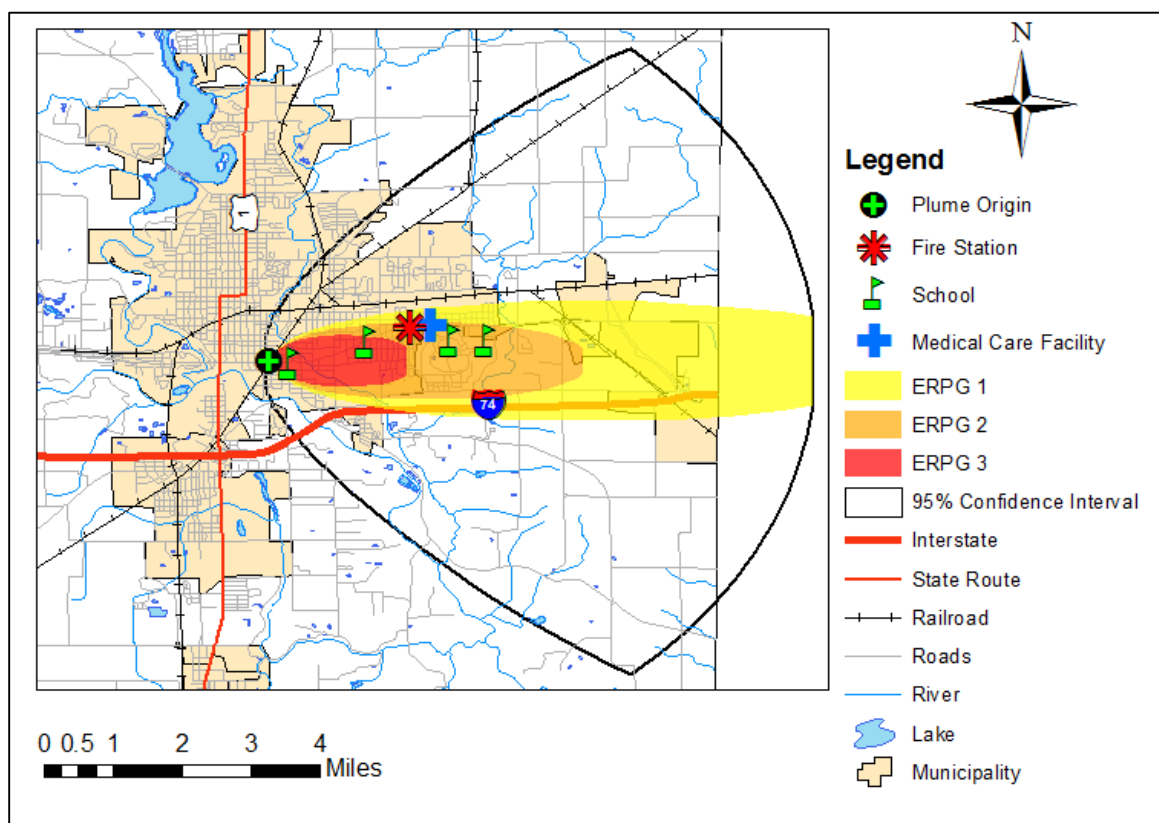 N
Legend
Plume Origin
Fire Station
School
Medical Care Facility
ERPG 1
ERPG 2
ERPG 3
95% Confidence Interval
Interstate
State Route
Railroad
Roads
River
Lake
Municipality
1
74
0 0.5 1 2 3 4
Miles